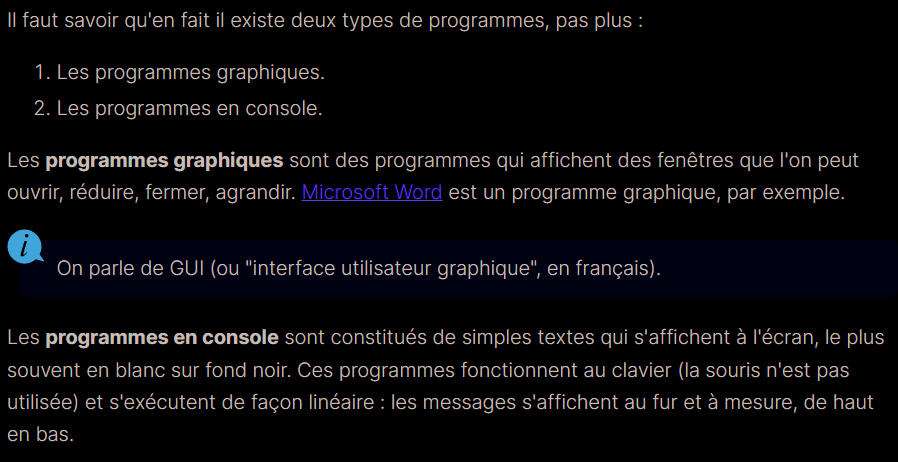 Il faut savoir qu'en fait il existe deux types de programmes, pas plus :
1. Les programmes graphiques.
2. Les programmes en console.
Les programmes graphiques sont des programmes qui affichent des fenêtres que l'on peut
ouvrir, réduire, fermer, agrandir. Microsoft Word est un programme graphique, par exemple.
i
On parle de GUI (ou "interface utilisateur graphique", en français).
Les programmes en console sont constitués de simples textes qui s'affichent à l'écran, le plus
souvent en blanc sur fond noir. Ces programmes fonctionnent au clavier (la souris n'est pas
utilisée) et s'exécutent de façon linéaire : les messages s'affichent au fur et à mesure, de haut
en bas.